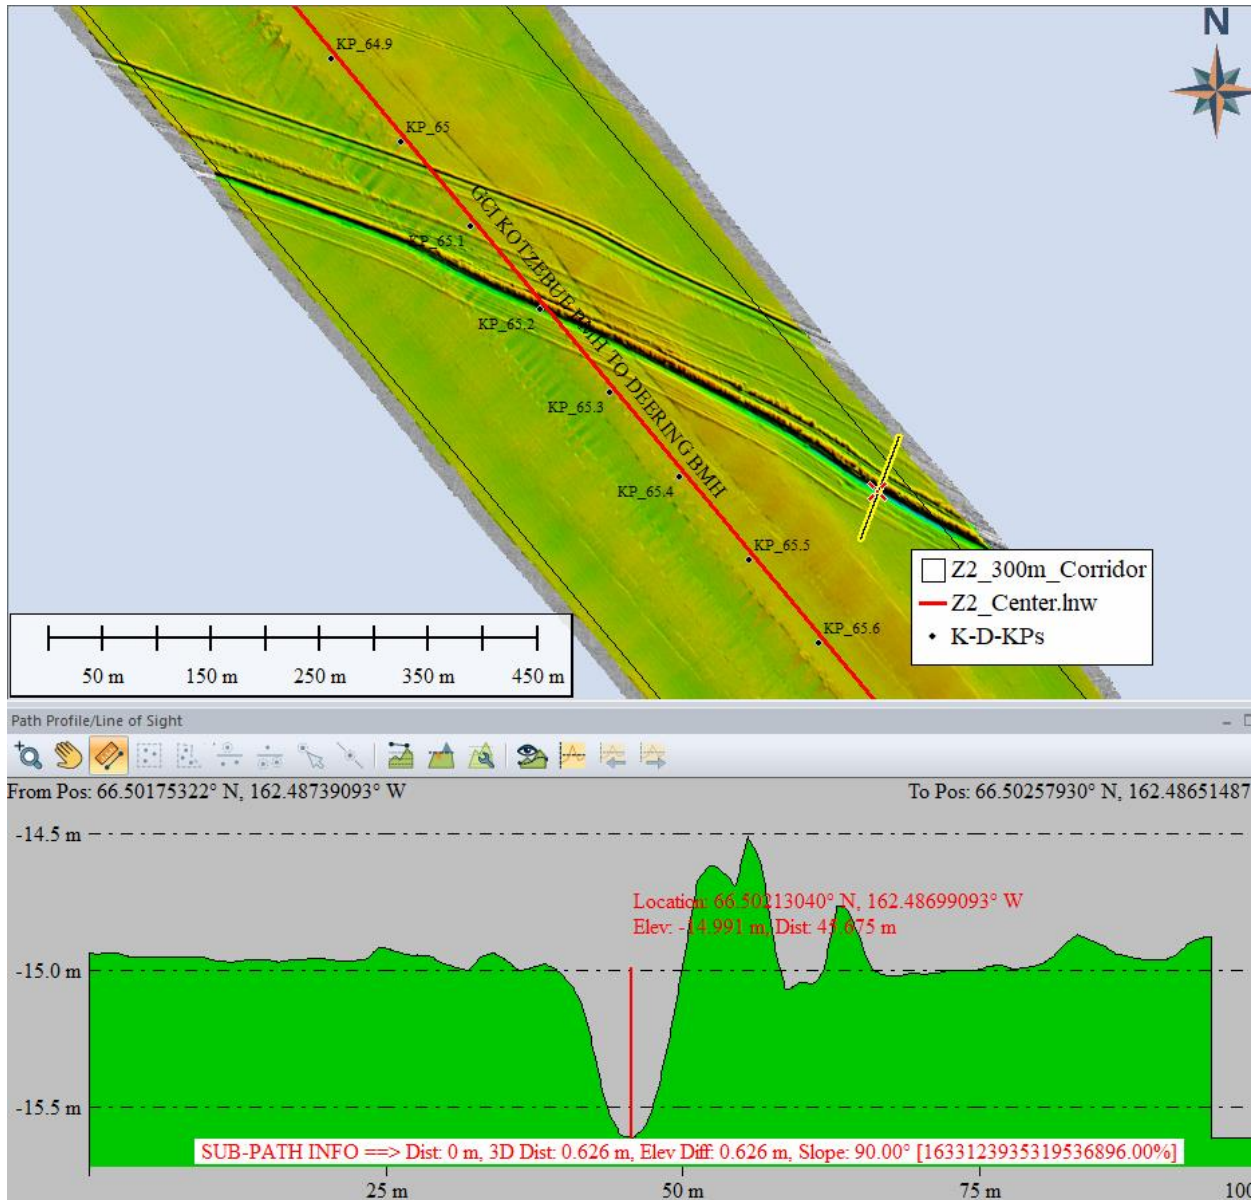 N
KP_64.9
KP_65
KP_65.1
GCI KOTZEBUE BMH TO DEERING BMH
KP_65.2
KP_65.3
KP_65.4
KP_65.5
KP_65.6
Z2_300m_Corridor
Z2_Center.lnw
K-D-KPs
50 m 150 m 250 m 350 m 450 m
Path Profile/Line of Sight
From Pos: 66.50175322° N, 162.48739093° W To Pos: 66.50257930° N, 162.48651487°
-14.5 m
Location: 66.50213040° N, 162.48699093° W
Elev: -14.991 m, Dist: 45.675 m
-15.0 m
-15.5 m
SUB-PATH INFO ==> Dist: 0 m, 3D Dist: 0.626 m, Elev Diff: 0.626 m, Slope: 90.00° [1633123935319536896.00%]
25 m 50 m 75 m 100